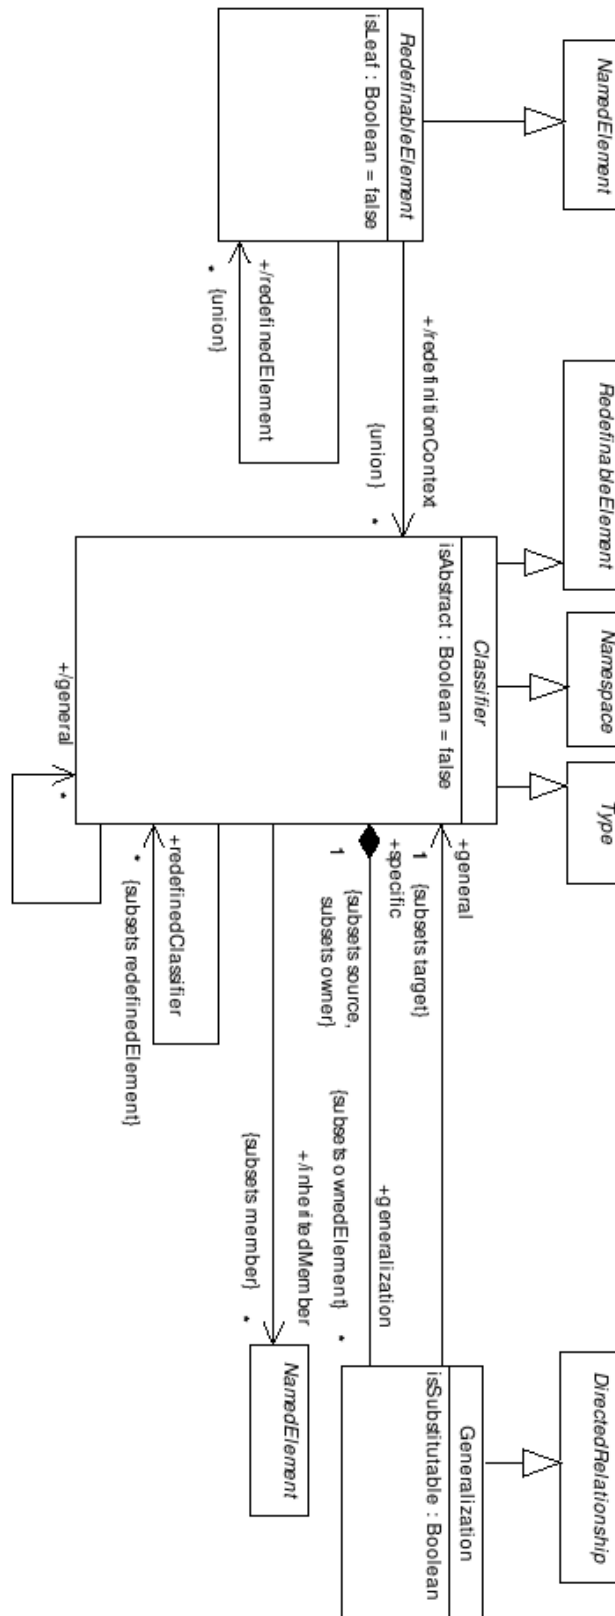 NamedElement
RedefinableElement
Namespace
Type
DirectedRelationship
RedefinableElement
isLeaf : Boolean = false
+/redefinitionContext
{union} *
+/redefinedElement
* {union}
Classifier
isAbstract : Boolean = false
+general
1 {subsets target}
+specific
1 {subsets source,
subsets owner}
+generalization
{subsets ownedElement} *
Generalization
isSubstitutable : Boolean
+/inheritedMember
{subsets member} *
NamedElement
+redefinedClassifier
* {subsets redefinedElement}
+/general
*